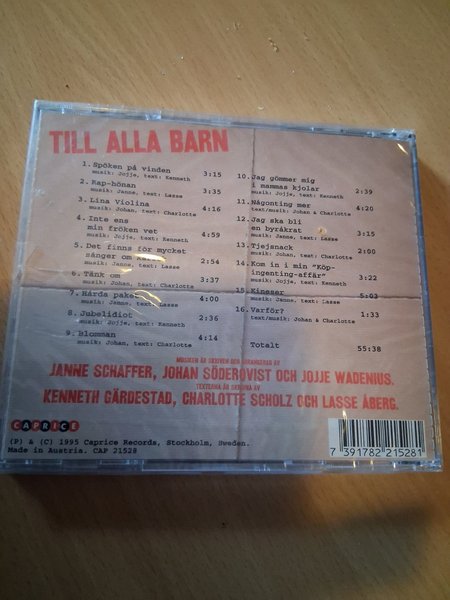 TILL ALLA BARN
1. Spöken på vinden 3:15
musik: Jojje, text: Kenneth
2. Rap-hönan 3:35
musik: Janne, text: Lasse
3. Lina Violina 4:16
musik: Johan, text: Charlotte
4. Inte ens
min fröken vet 4:59
musik: Jojje, text: Kenneth
5. Det finns för mycket
sånger om 2:54
musik: Janne, text:
6. Tänk om 3:37
musik: Johan, text: Charlotte
7. Hårda paket 4:00
musik: Janne, text: Lasse
8. Jubelidiot 2:36
musik: Jojje, text: Kenneth
9. Blomman 4:14
musik: Johan, text: Charlotte
10. Jag gömmer mig
i mammas kjolar 2:39
musik: Jojje, text: Kenneth
11. Någonting mer 4:20
text/musik: Johan & Charlotte
12. Jag ska bli
en byråkrat 3:15
musik: Jojje, text: Lasse
13. Tjejsnack 2:00
musik: Johan, text: Charlotte
14. Kom in i min "Köp-
ingenting-affär" 3:22
musik: Jojje, text: Kenneth
15. Kineser 5:03
musik: Janne, text: Lasse
16. Varför? 1:33
text/musik: Johan & Charlotte
Totalt 55:38
MUSIKEN ÄR SKRIVEN OCH ARRANGERAD AV
JANNE SCHAFFER, JOHAN SÖDERQVIST OCH JOJJE WADENIUS.
TEXTERNA ÄR SKRIVNA AV
KENNETH GÄRDESTAD, CHARLOTTE SCHOLZ OCH LASSE ÅBERG.
CAPRICE
(P) & (C) 1995 Caprice Records, Stockholm, Sweden.
Made in Austria. CAP 21528
7 391782 215281